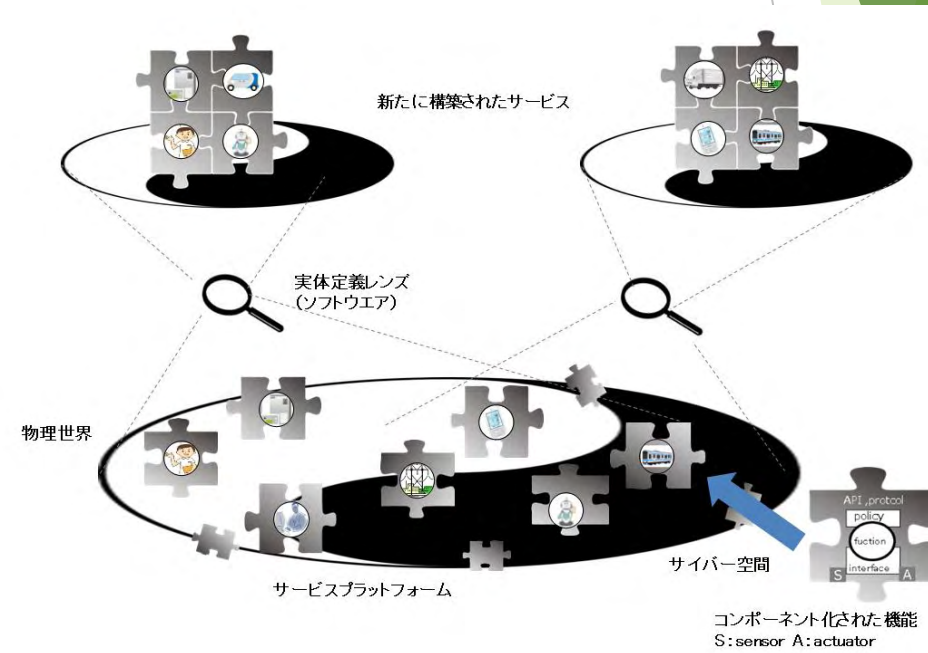 新たに構築されたサービス
実体定義レンズ
(ソフトウエア)
物理世界
API ,protcol
policy
fuction
interface
S
A
サイバー空間
サービスプラットフォーム
コンポーネント化された機能
S:sensor A:actuator